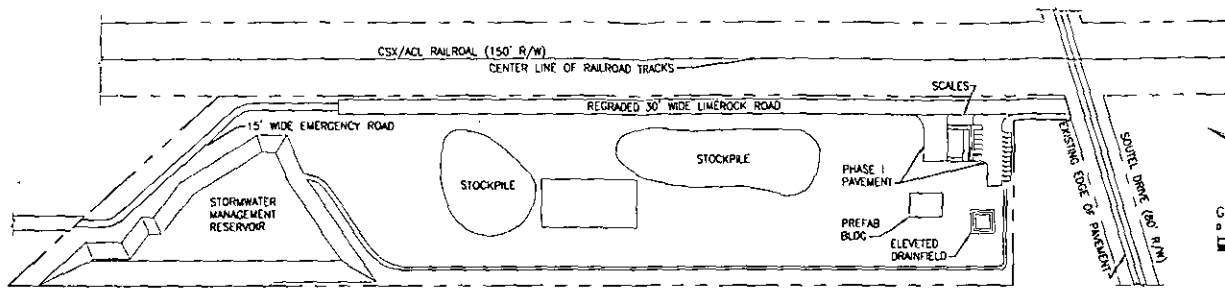 CSX/ACL RAILROAL (150' R/W)
CENTER LINE OF RAILROAD TRACKS
SCALES
REGRADED 30' WIDE LIMEROCK ROAD
15' WIDE EMERGENCY ROAD
STOCKPILE
STOCKPILE
PHASE I
PAVEMENT
STORMWATER
MANAGEMENT
RESERVOIR
PREFAB
BLDG
ELEVETED
DRAINFIELD
EXISTING EDGE OF PAVEMENT
SOUTEL DRIVE (80' R/W)
G